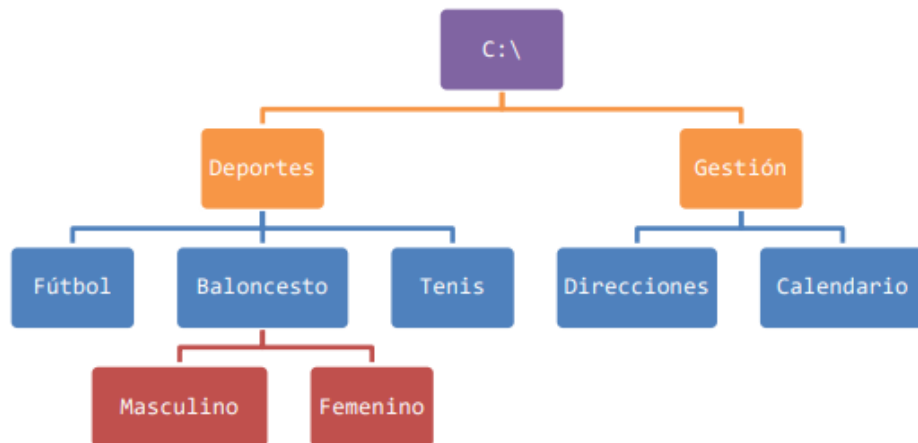 C:\
Deportes
Gestión
Fútbol
Baloncesto
Tenis
Direcciones
Calendario
Masculino
Femenino